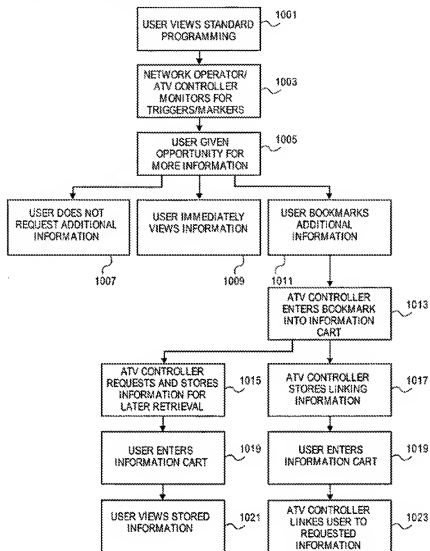 USER VIEWS STANDARD
PROGRAMMING
1001
NETWORK OPERATOR/
ATV CONTROLLER
MONITORS FOR
TRIGGERS/MARKERS
1003
USER GIVEN
OPPORTUNITY FOR
MORE INFORMATION
1005
USER DOES NOT
REQUEST ADDITIONAL
INFORMATION
1007
USER IMMEDIATELY
VIEWS INFORMATION
1009
USER BOOKMARKS
ADDITIONAL
INFORMATION
1011
ATV CONTROLLER
ENTERS BOOKMARK
INTO INFORMATION
CART
1013
ATV CONTROLLER
REQUESTS AND STORES
INFORMATION FOR
LATER RETRIEVAL
1015
ATV CONTROLLER
STORES LINKING
INFORMATION
1017
USER ENTERS
INFORMATION CART
1019
USER ENTERS
INFORMATION CART
1019
USER VIEWS STORED
INFORMATION
1021
ATV CONTROLLER
LINKES USER TO
REQUESTED
INFORMATION
1023